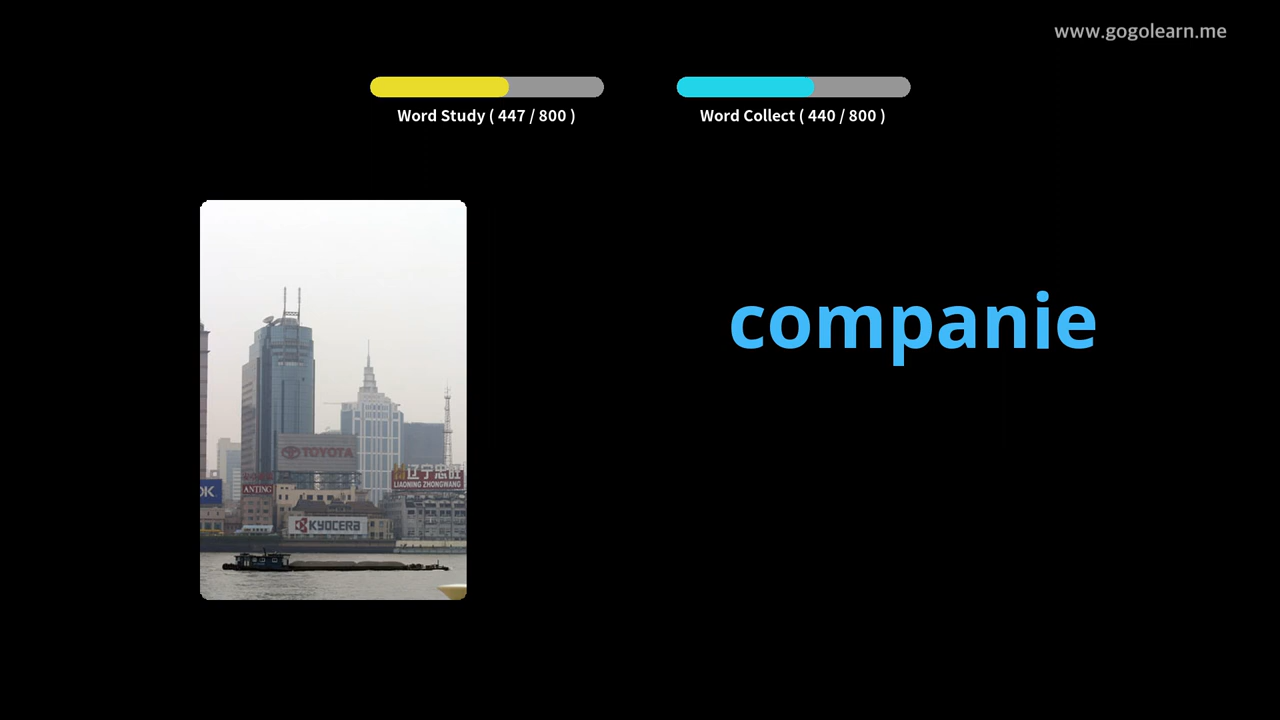 www.gogolearn.me
Word Study ( 447 / 800 )
Word Collect ( 440 / 800 )
companie
TOYOTA
辽宁忠旺
LIAONING ZHONGWANG
OK
ANTING
KYOCERA